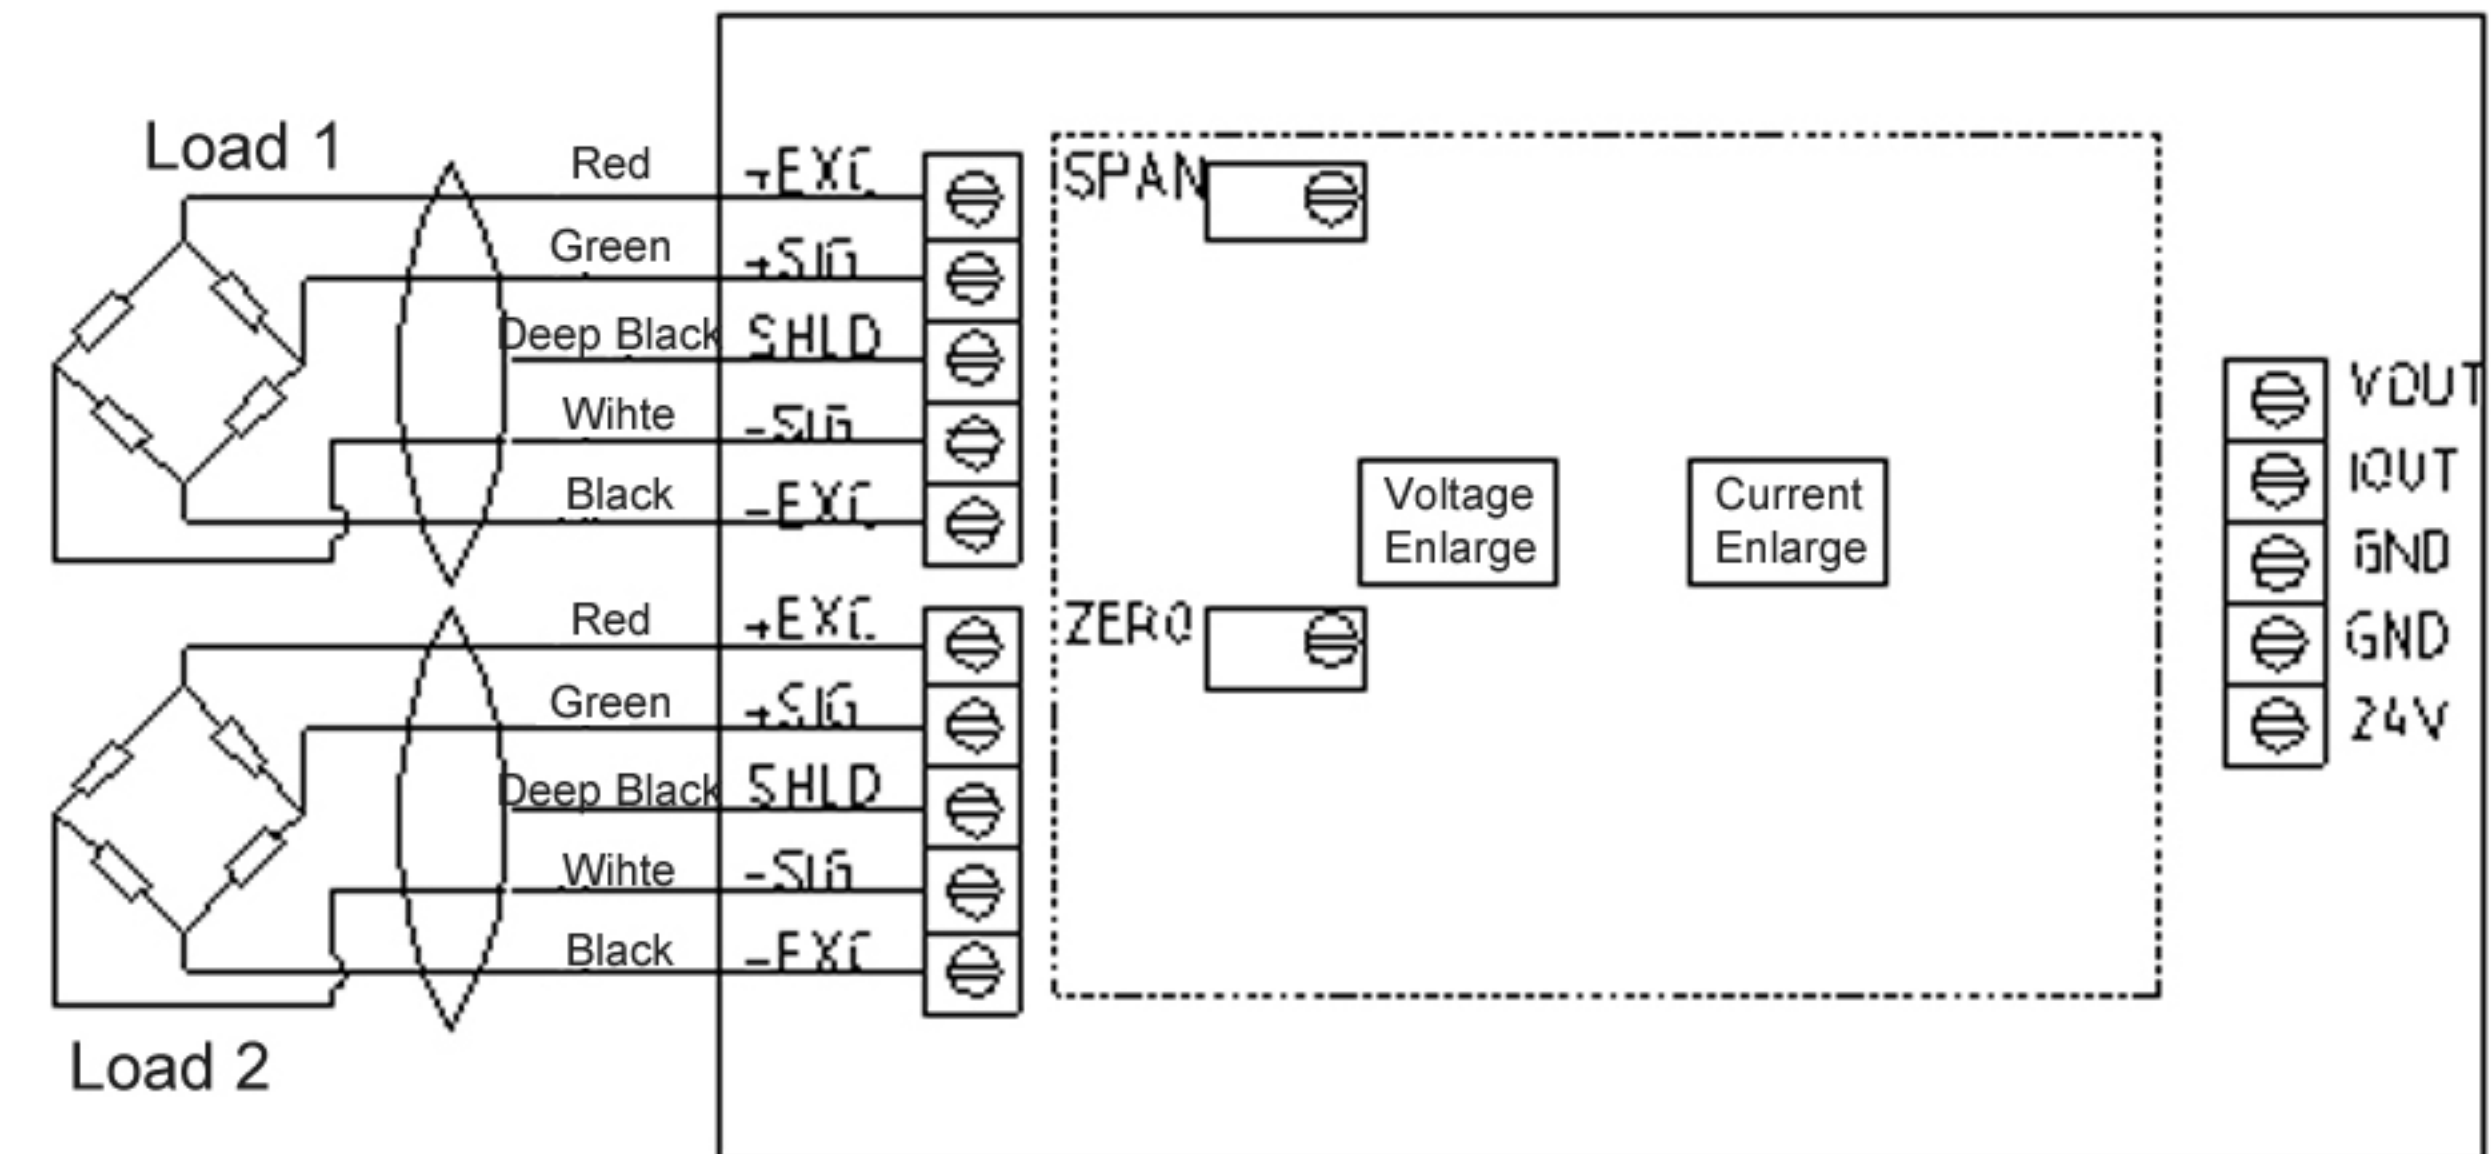 Load 1
Red +EXC
Green +SIG
Deep Black SHLD
Wihte -SIG
Black -EXC
Red +EXC
Green +SIG
Deep Black SHLD
Wihte -SIG
Black -EXC
Load 2
SPAN
ZERO
Voltage
Enlarge
Current
Enlarge
VOUT
IOUT
GND
GND
24V